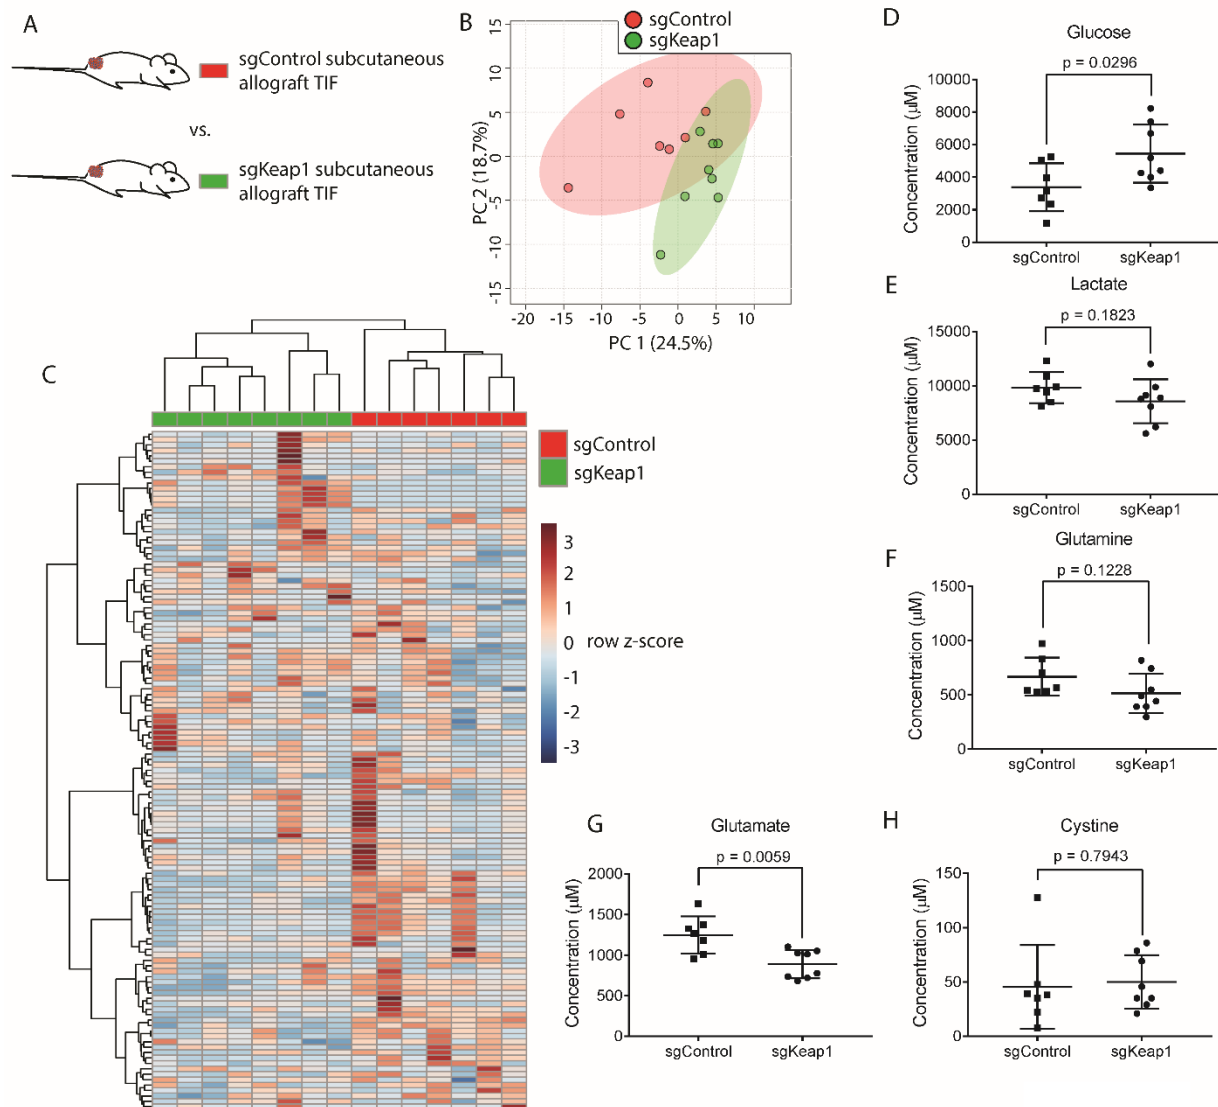 A
sgControl subcutaneous
allograft TIF
vs.
sgKeap1 subcutaneous
allograft TIF
B
sgControl
sgKeap1
15
10
5
0
-5
-10
-15
PC 2 (18.7%)
-20
-15
-10
-5
0
5
10
PC 1 (24.5%)
C
sgControl
sgKeap1
3
2
1
0
-1
-2
-3
row z-score
D
Glucose
p = 0.0296
10000
8000
6000
4000
2000
0
Concentration (µM)
sgControl
sgKeap1
E
Lactate
p = 0.1823
15000
10000
5000
0
Concentration (µM)
sgControl
sgKeap1
F
Glutamine
p = 0.1228
1500
1000
500
0
Concentration (µM)
sgControl
sgKeap1
G
Glutamate
p = 0.0059
2000
1500
1000
500
0
Concentration (µM)
sgControl
sgKeap1
H
Cystine
p = 0.7943
150
100
50
0
Concentration (µM)
sgControl
sgKeap1